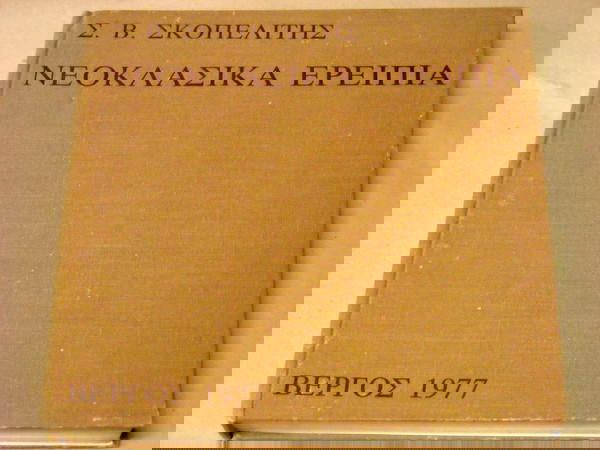 Σ. Β. ΣΚΟΠΕΛΙΤΗΣ
ΝΕΟΚΛΑΣΙΚΑ ΕΡΕΙΠΙΑ
ΒΕΡΓΟΣ 1977